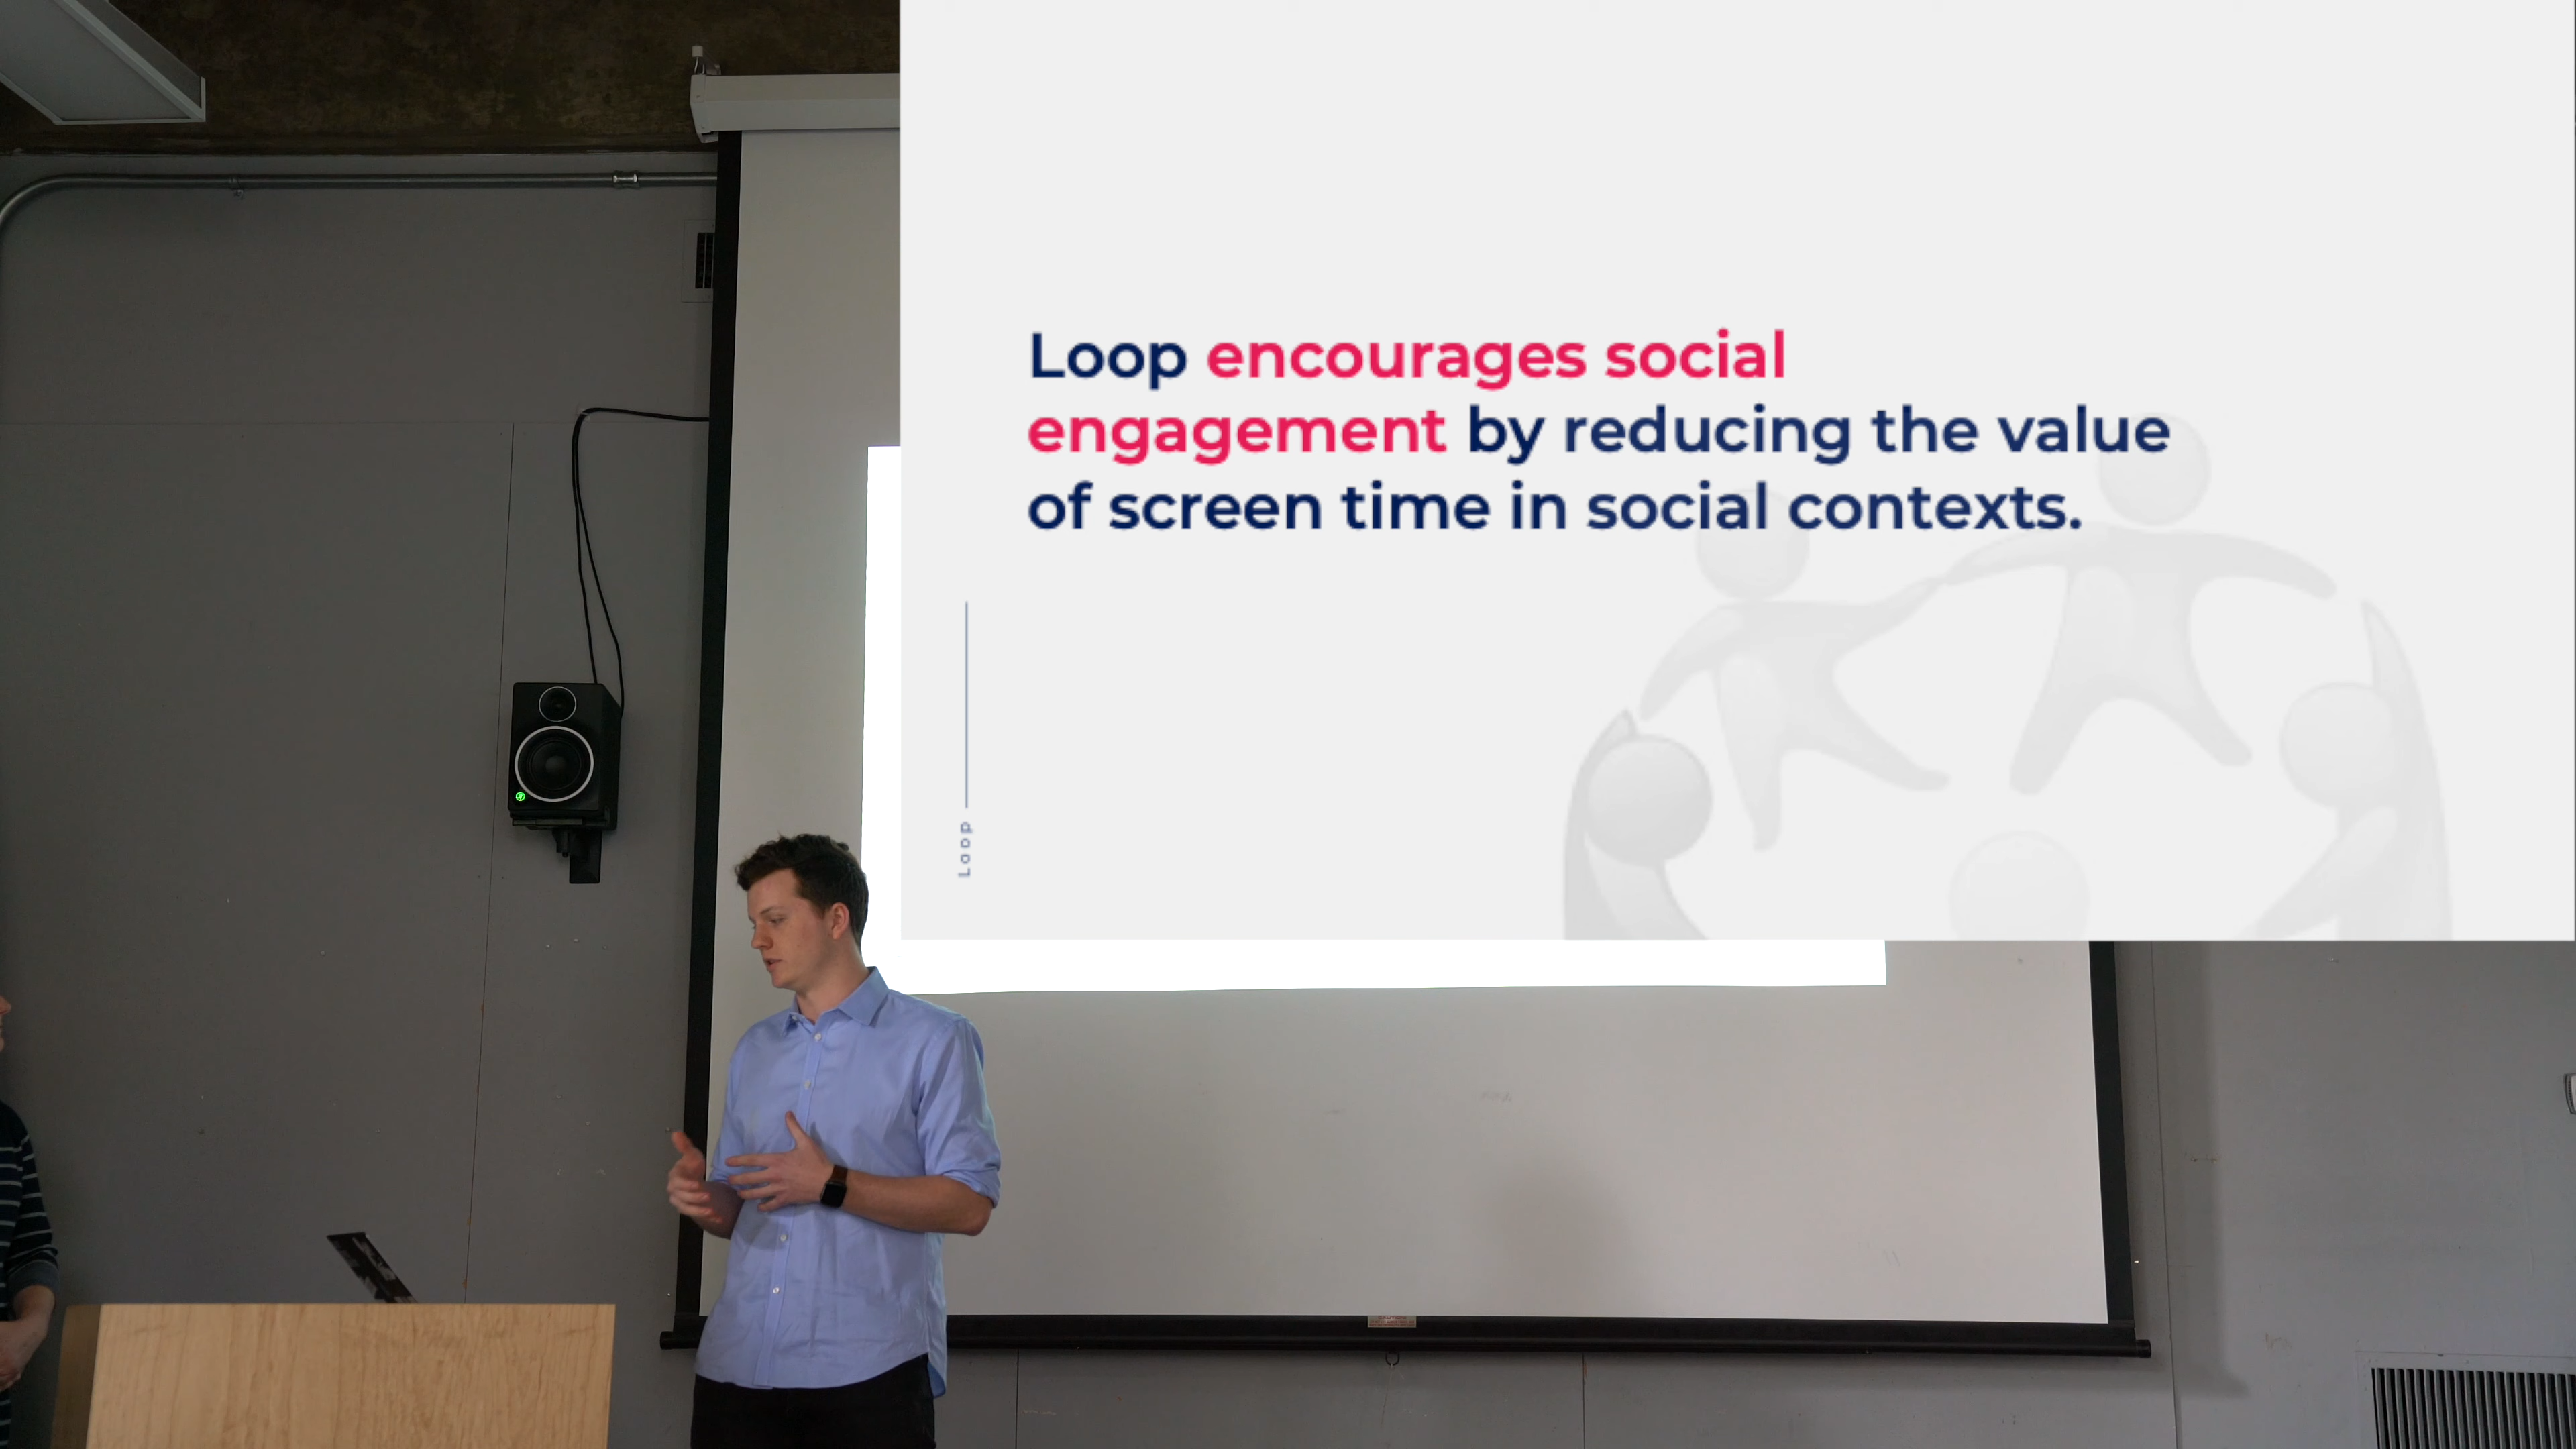 Loop encourages social
engagement by reducing the value
of screen time in social contexts.
Loop